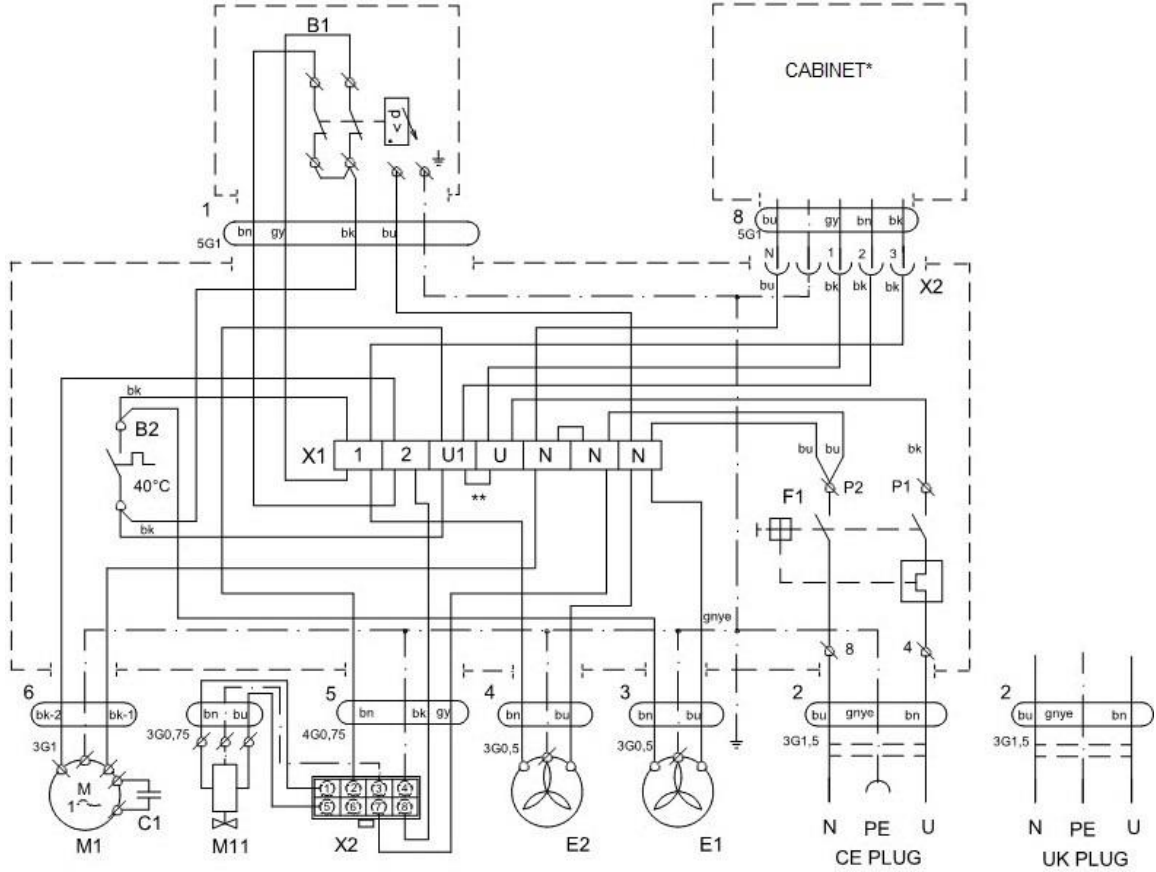 B1
CABINET*
p
v
1
bn gy bk bu
5G1
8 bu gy bn bk
5G1
N 1 2 3
bu bk bk bk
X2
bk
B2
40°C
bk
X1 1 2 U1 U N N N
**
bu bu bk
F1 P2 P1
gnye
8 4
6
bk-2 bk-1
3G1
bn bu
3G0,75
5
bn bk gy
4G0,75
4
bn bu
3G0,5
3
bn bu
3G0,5
2
bu gnye bn
3G1,5
2
bu gnye bn
3G1,5
M
1~
C1
M1
M11
1 2 3 4
5 6 7 8
X2
E2
E1
N PE U
CE PLUG
N PE U
UK PLUG